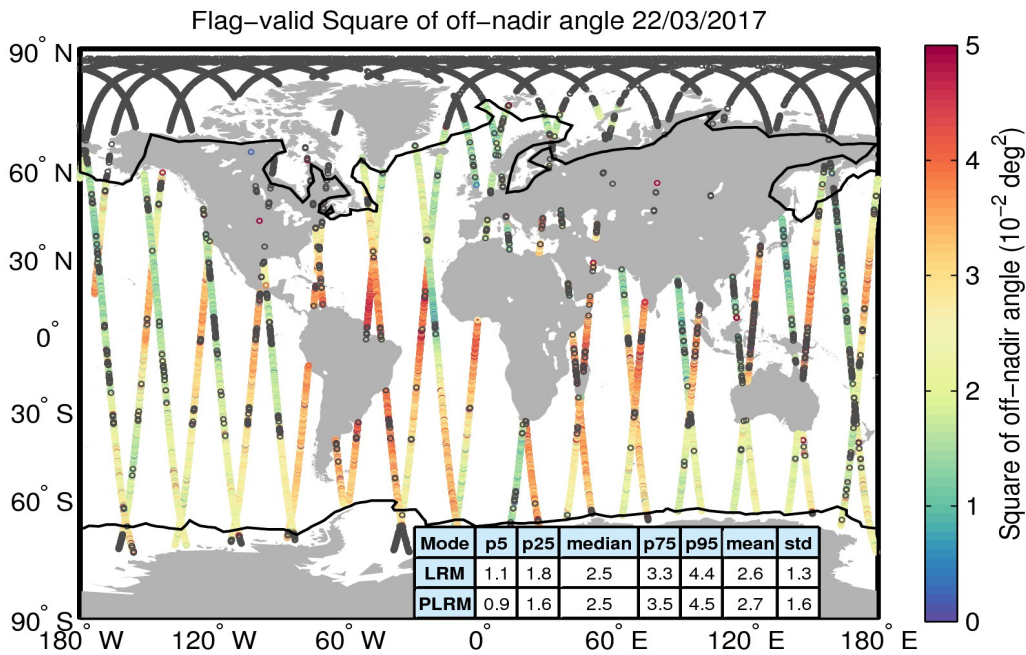 Flag−valid Square of off−nadir angle 22/03/2017
90° N
60° N
30° N
0°
30° S
60° S
90° S
180° W
120° W
60° W
0°
60° E
120° E
180° E
Mode p5 p25 median p75 p95 mean std
LRM 1.1 1.8 2.5 3.3 4.4 2.6 1.3
PLRM 0.9 1.6 2.5 3.5 4.5 2.7 1.6
5
4
3
2
1
0
Square of off−nadir angle (10⁻² deg²)